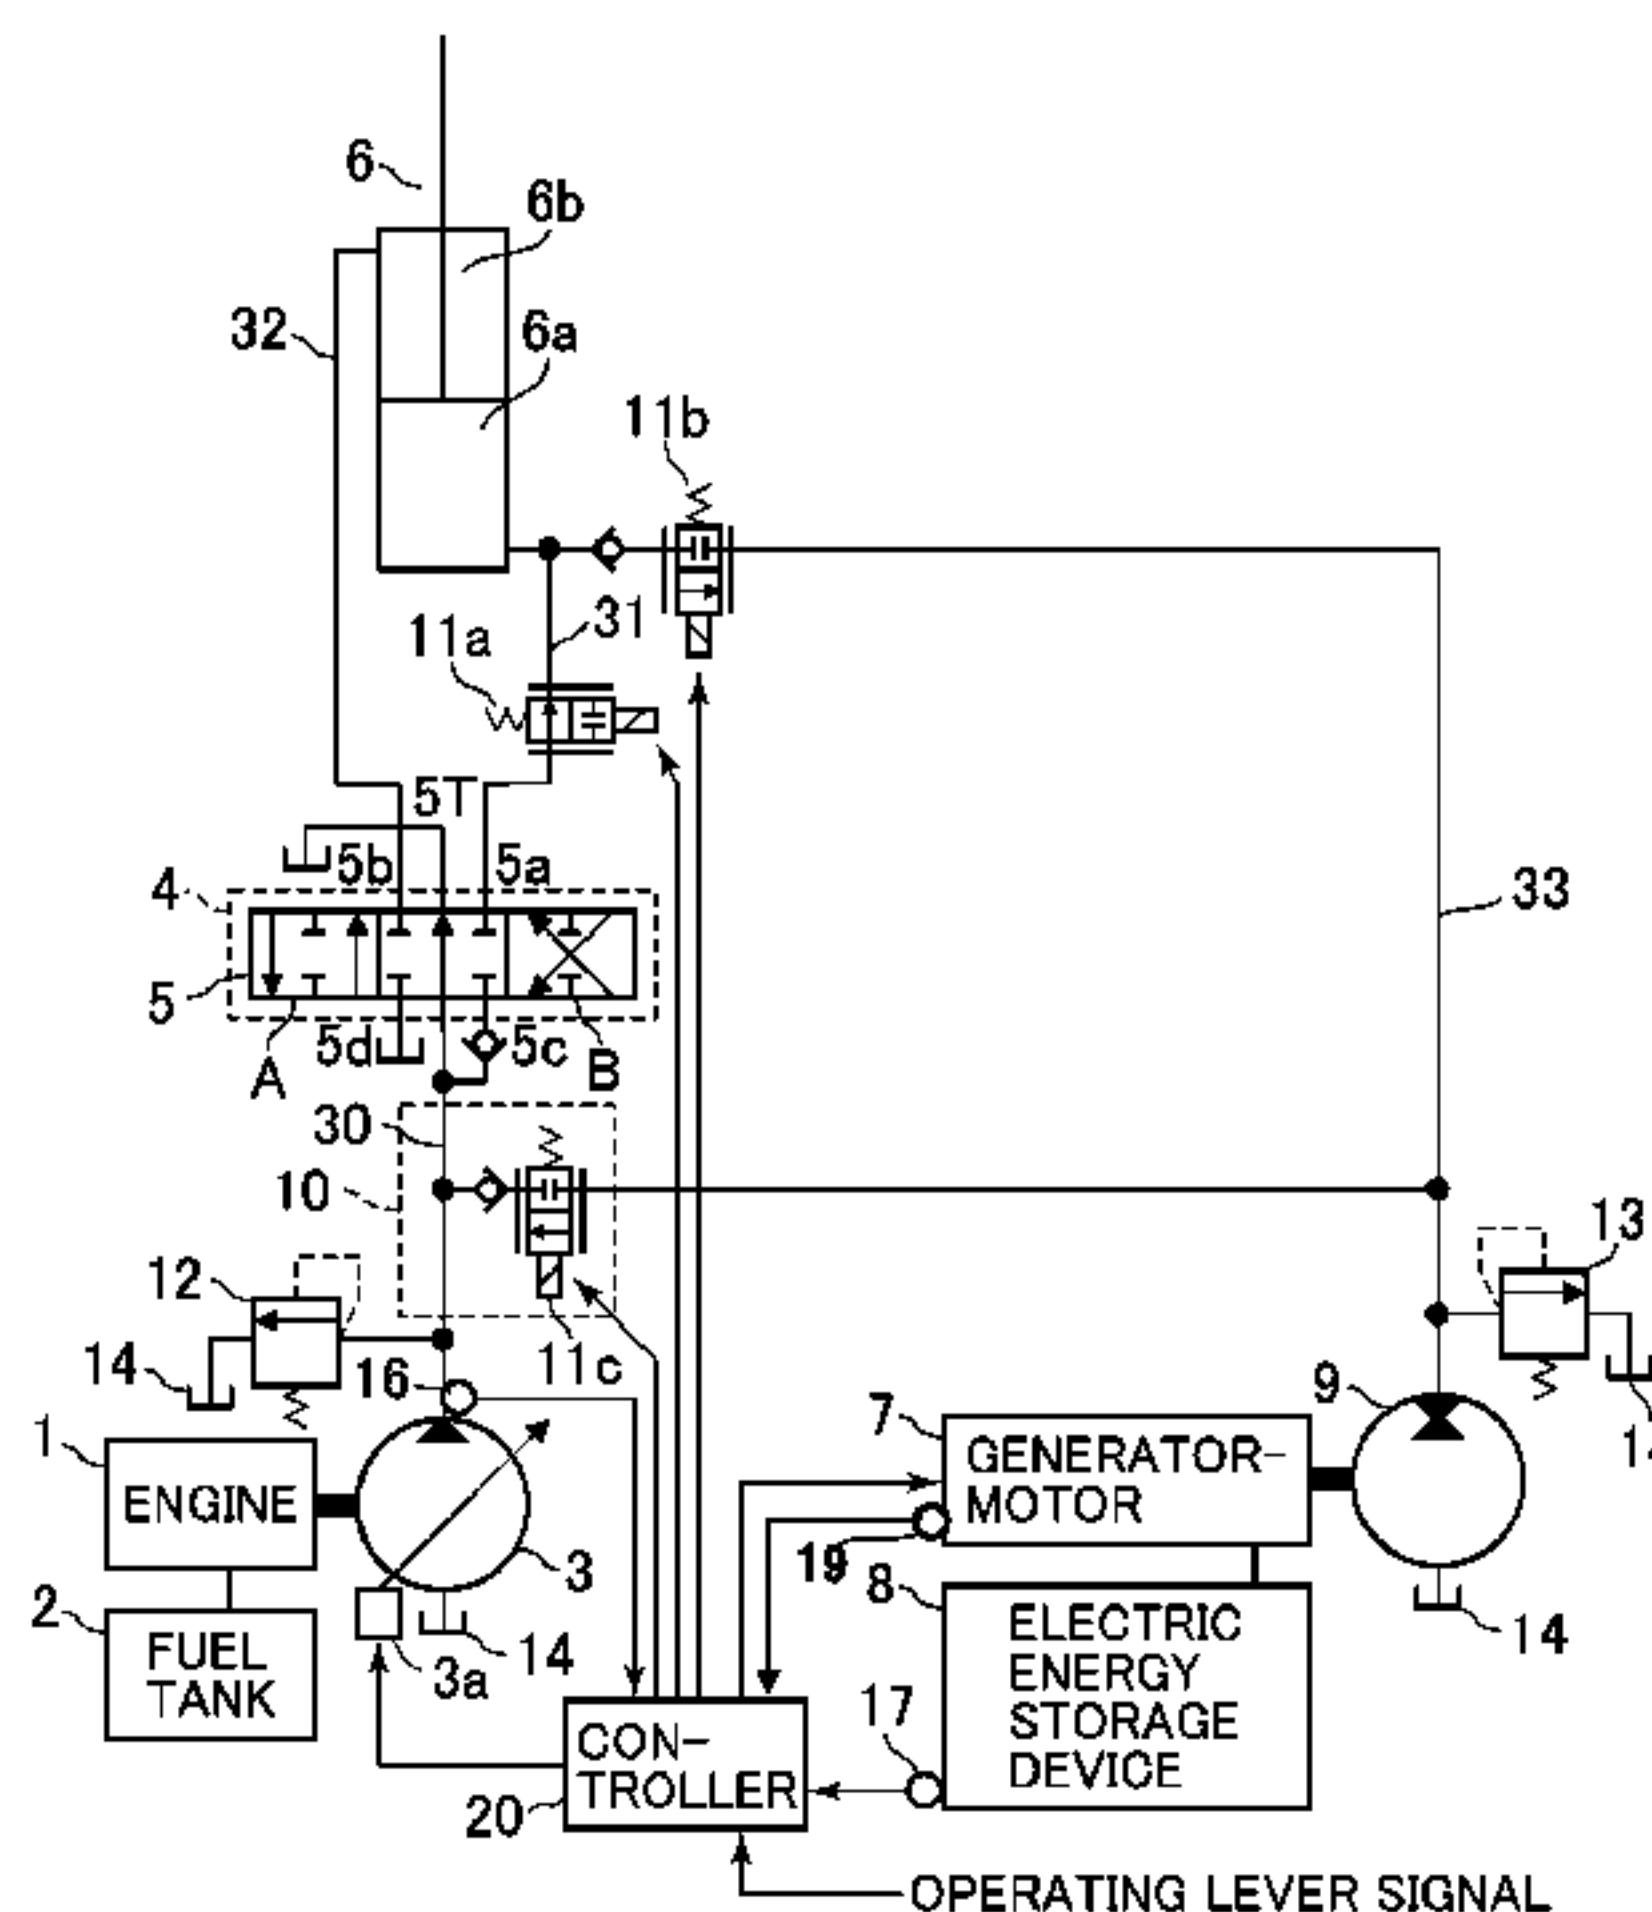 6
6b
32
6a
11b
31
11a
5T
5b
5a
4
33
5
5d
5c
A
B
30
10
13
12
11c
14
16
9
7
1
GENERATOR-
MOTOR
ENGINE
19
3
8
2
ELECTRIC
ENERGY
STORAGE
DEVICE
14
FUEL
TANK
14
3a
17
CON-
TROLLER
20
OPERATING LEVER SIGNAL